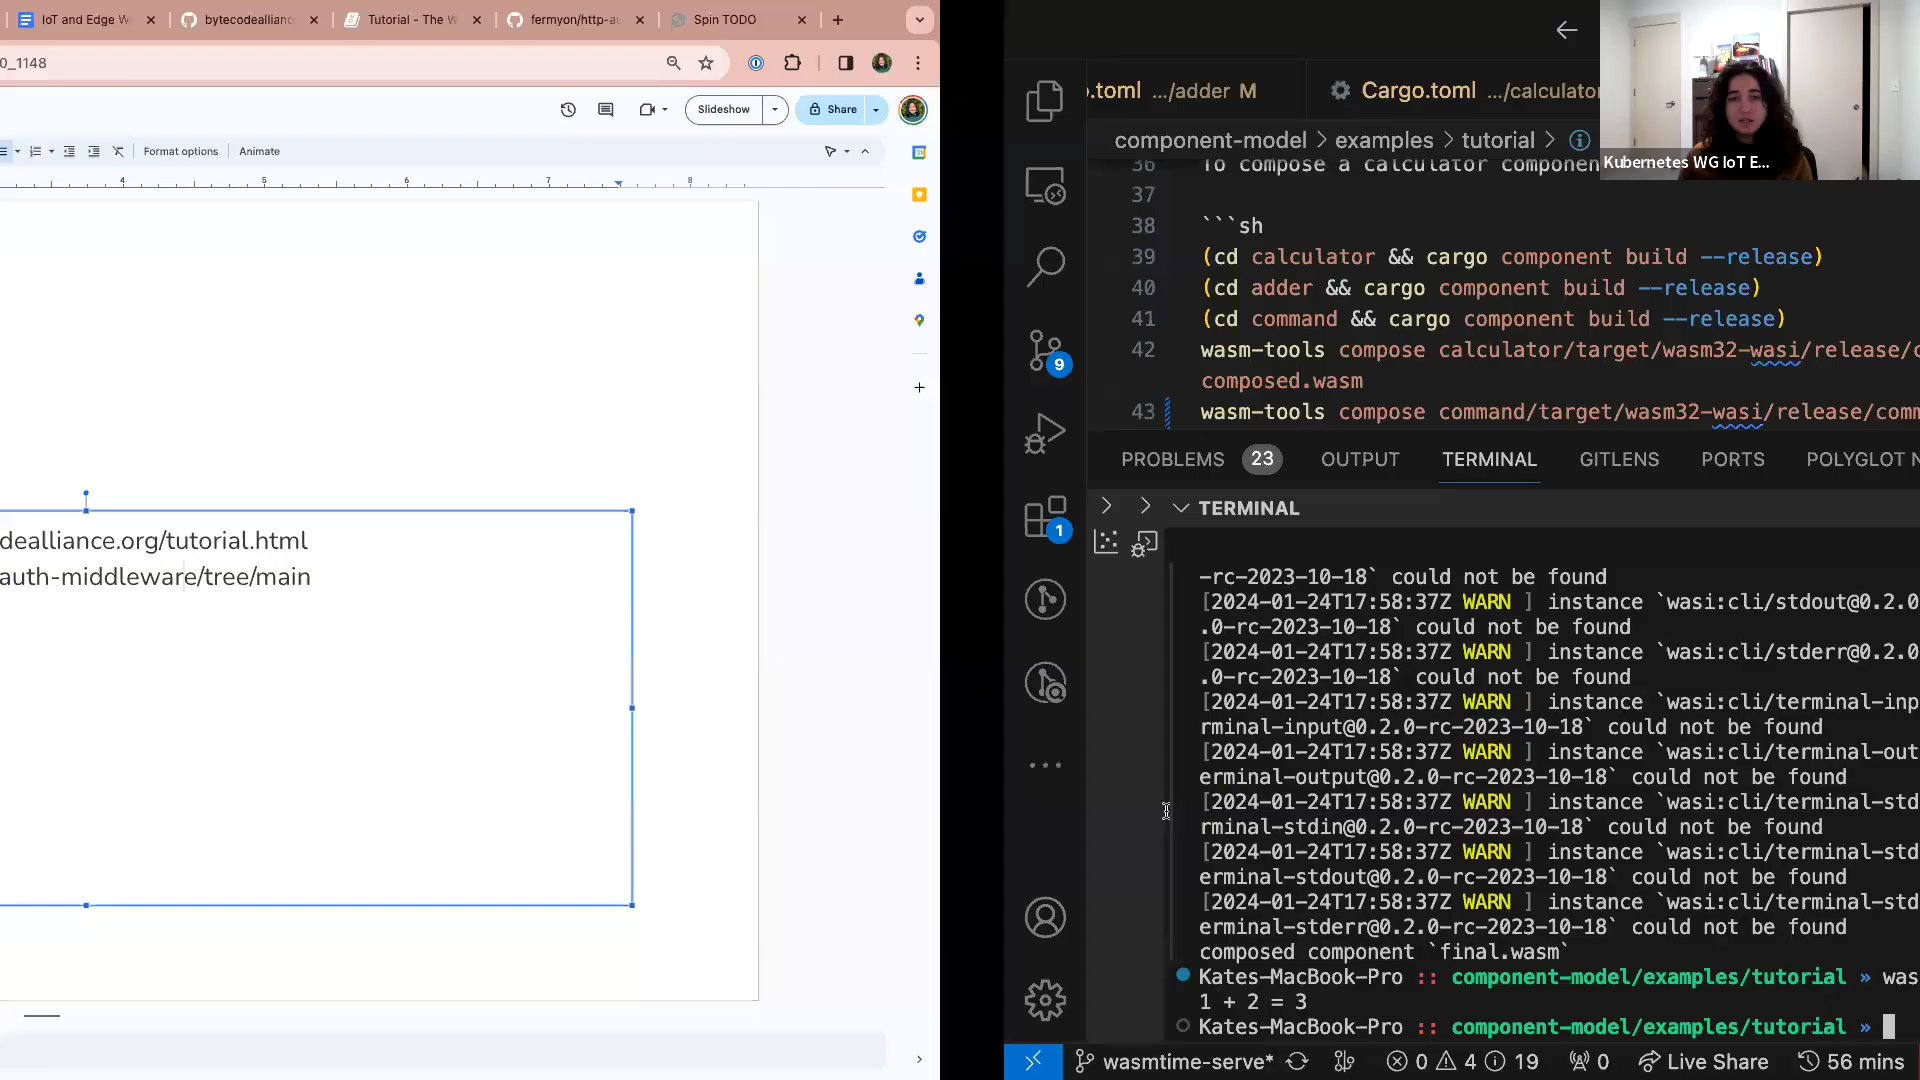 IoT and Edge W
bytecodeallianc
Tutorial - The W
fermyon/http-au
Spin TODO
0_1148
Slideshow
Share
Format options
Animate
4
5
6
7
8
dealliance.org/tutorial.html
auth-middleware/tree/main
.toml .../adder M
Cargo.toml .../calculator
Kubernetes WG IoT E...
component-model > examples > tutorial >
36 To compose a calculator componen
37
38 ```sh
39 (cd calculator && cargo component build --release)
40 (cd adder && cargo component build --release)
41 (cd command && cargo component build --release)
42 wasm-tools compose calculator/target/wasm32-wasi/release/c
composed.wasm
43 wasm-tools compose command/target/wasm32-wasi/release/comm
9
1
PROBLEMS 23 OUTPUT TERMINAL GITLENS PORTS POLYGLOT N
TERMINAL
-rc-2023-10-18` could not be found
[2024-01-24T17:58:37Z WARN ] instance `wasi:cli/stdout@0.2.0
.0-rc-2023-10-18` could not be found
[2024-01-24T17:58:37Z WARN ] instance `wasi:cli/stderr@0.2.0
.0-rc-2023-10-18` could not be found
[2024-01-24T17:58:37Z WARN ] instance `wasi:cli/terminal-inp
rminal-input@0.2.0-rc-2023-10-18` could not be found
[2024-01-24T17:58:37Z WARN ] instance `wasi:cli/terminal-out
erminal-output@0.2.0-rc-2023-10-18` could not be found
[2024-01-24T17:58:37Z WARN ] instance `wasi:cli/terminal-std
rminal-stdin@0.2.0-rc-2023-10-18` could not be found
[2024-01-24T17:58:37Z WARN ] instance `wasi:cli/terminal-std
erminal-stdout@0.2.0-rc-2023-10-18` could not be found
[2024-01-24T17:58:37Z WARN ] instance `wasi:cli/terminal-std
erminal-stderr@0.2.0-rc-2023-10-18` could not be found
composed component `final.wasm`
Kates-MacBook-Pro :: component-model/examples/tutorial » was
1 + 2 = 3
Kates-MacBook-Pro :: component-model/examples/tutorial »
wasmtime-serve* 0 4 19 0 Live Share 56 mins